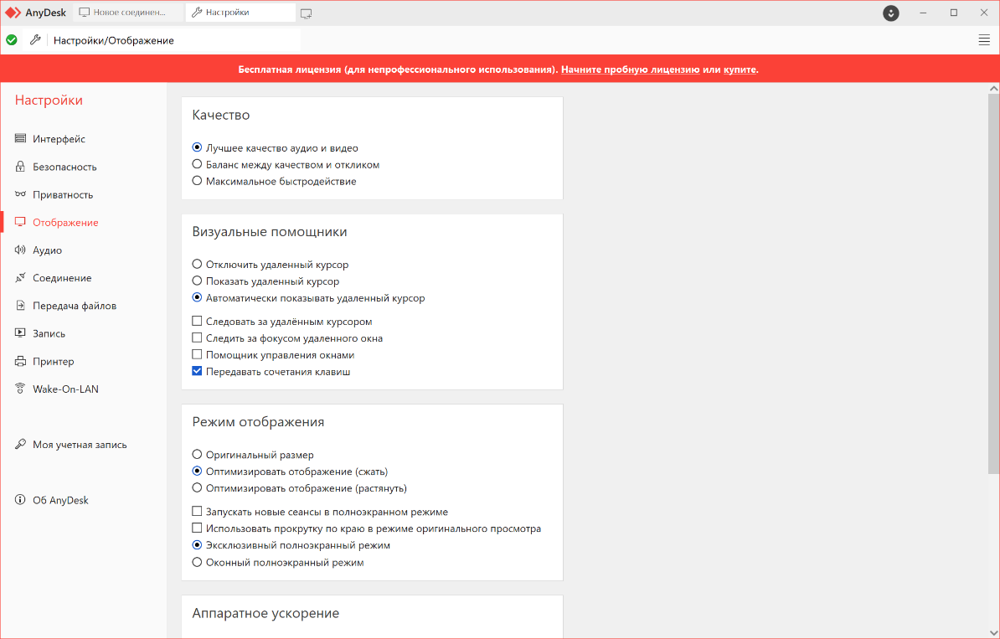 AnyDesk
Новое соединен...
Настройки
Настройки/Отображение
Бесплатная лицензия (для непрофессионального использования). Начните пробную лицензию или купите.
Настройки
Интерфейс
Безопасность
Приватность
Отображение
Аудио
Соединение
Передача файлов
Запись
Принтер
Wake-On-LAN
Моя учетная запись
Об AnyDesk
Качество
Лучшее качество аудио и видео
Баланс между качеством и откликом
Максимальное быстродействие
Визуальные помощники
Отключить удаленный курсор
Показать удаленный курсор
Автоматически показывать удаленный курсор
Следовать за удалённым курсором
Следить за фокусом удаленного окна
Помощник управления окнами
Передавать сочетания клавиш
Режим отображения
Оригинальный размер
Оптимизировать отображение (сжать)
Оптимизировать отображение (растянуть)
Запускать новые сеансы в полноэкранном режиме
Использовать прокрутку по краю в режиме оригинального просмотра
Эксклюзивный полноэкранный режим
Оконный полноэкранный режим
Аппаратное ускорение